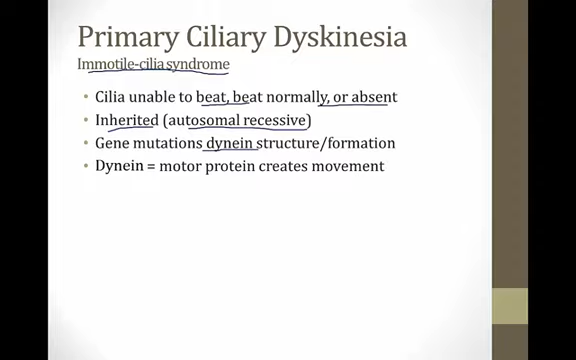 Primary Ciliary Dyskinesia
Immotile-cilia syndrome
• Cilia unable to beat, beat normally, or absent
• Inherited (autosomal recessive)
• Gene mutations dynein structure/formation
• Dynein = motor protein creates movement